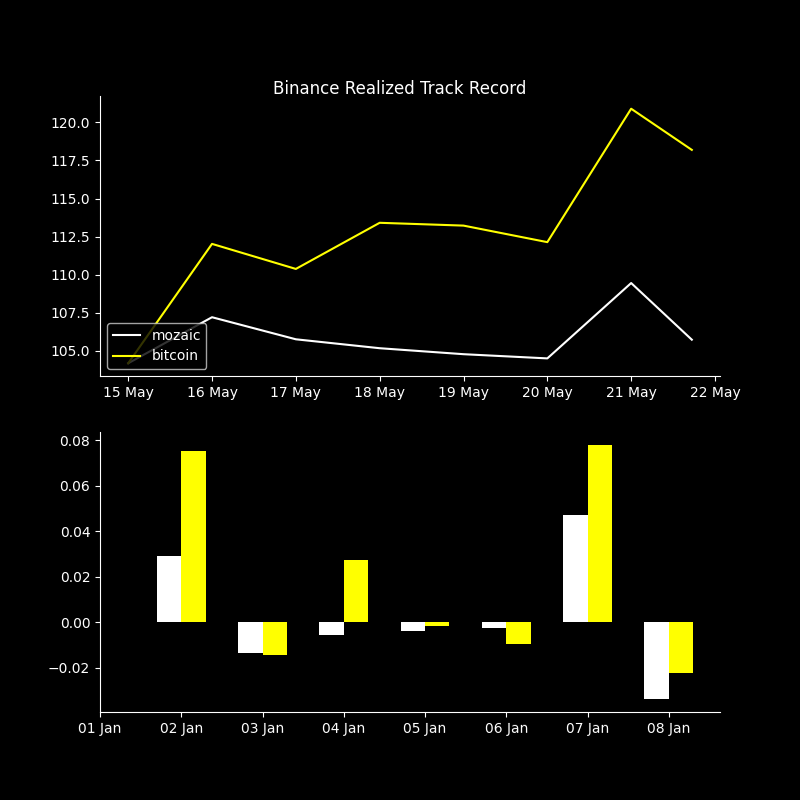 Binance Realized Track Record
120.0
117.5
115.0
112.5
110.0
107.5
105.0
mozaic
bitcoin
15 May 16 May 17 May 18 May 19 May 20 May 21 May 22 May
0.08
0.06
0.04
0.02
0.00
−0.02
01 Jan 02 Jan 03 Jan 04 Jan 05 Jan 06 Jan 07 Jan 08 Jan